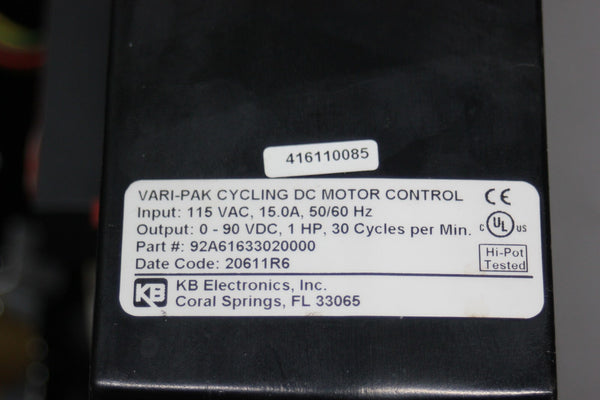 416110085
VARI-PAK CYCLING DC MOTOR CONTROL CE
Input: 115 VAC, 15.0A, 50/60 Hz
Output: 0 - 90 VDC, 1 HP, 30 Cycles per Min. c UL us
Part #: 92A61633020000
Hi-Pot
Tested
Date Code: 20611R6
KB KB Electronics, Inc.
Coral Springs, FL 33065